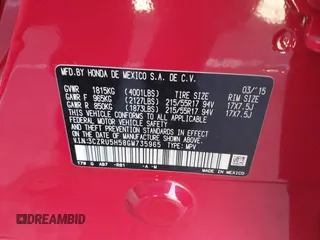 MFD.BY HONDA DE MEXICO S.A. DE C.V. 03/'15
GVWR 1815KG (4001LBS) TIRE SIZE RIM SIZE
GAWR F 965KG (2127LBS) 215/55R17 94V 17X7.5J
GAWR R 850KG (1873LBS) 215/55R17 94V 17X7.5J
THIS VEHICLE CONFORMS TO ALL APPLICABLE
FEDERAL MOTOR VEHICLE SAFETY AND THEFT
PREVENTION STANDARDS IN EFFECT ON THE
DATE OF MANUFACTURE SHOWN ABOVE.
V.I.N:3CZRU5H58GM735965 TYPE: MPV
MADE IN MEXICO
DREAMBID